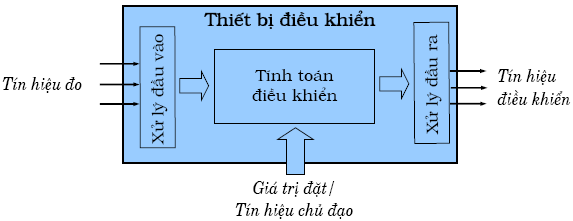 Thiết bị điều khiển
Tín hiệu đo
Xử lý đầu vào
Tính toán
điều khiển
Xử lý đầu ra
Tín hiệu
điều khiển
Giá trị đặt/
Tín hiệu chủ đạo